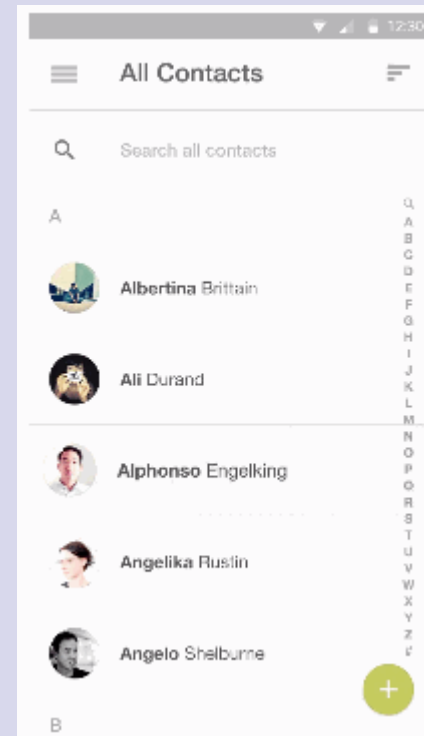 12:30
All Contacts
Search all contacts
A
Albertina Brittain
Ali Durand
Alphonso Engelking
Angelika Rustin
Angelo Shelburne
B
A
B
C
D
E
F
G
H
I
J
K
L
M
N
O
P
Q
R
S
T
U
V
W
X
Y
Z
#
+